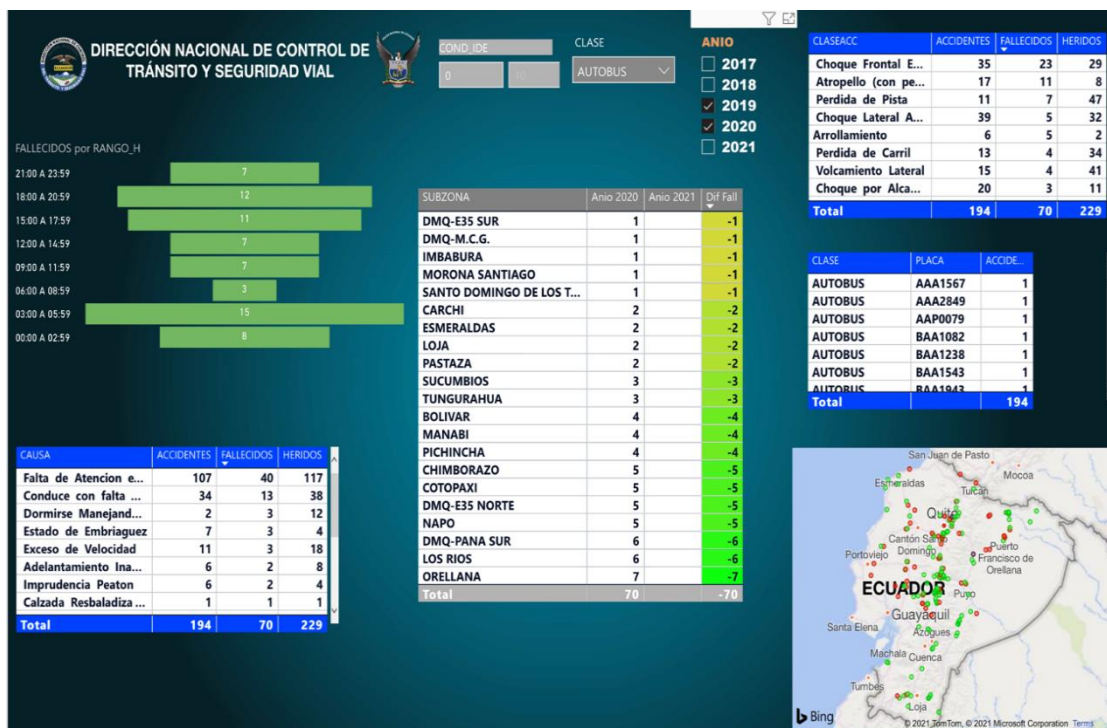 DIRECCIÓN NACIONAL DE CONTROL DE
TRÁNSITO Y SEGURIDAD VIAL
COND_IDE
0 10
CLASE
AUTOBUS
ANIO
2017
2018
2019
2020
2021
CLASEACC ACCIDENTES FALLECIDOS HERIDOS
Choque Frontal E... 35 23 29
Atropello (con pe... 17 11 8
Perdida de Pista 11 7 47
Choque Lateral A... 39 5 32
Arrollamiento 6 5 2
Perdida de Carril 13 4 34
Volcamiento Lateral 15 4 41
Choque por Alca... 20 3 11
Total 194 70 229
FALLECIDOS por RANGO_H
21:00 A 23:59 7
18:00 A 20:59 12
15:00 A 17:59 11
12:00 A 14:59 7
09:00 A 11:59 7
06:00 A 08:59 3
03:00 A 05:59 15
00:00 A 02:59 8
SUBZONA Anio 2020 Anio 2021 Dif Fall
DMQ-E35 SUR 1 -1
DMQ-M.C.G. 1 -1
IMBABURA 1 -1
MORONA SANTIAGO 1 -1
SANTO DOMINGO DE LOS T... 1 -1
CARCHI 2 -2
ESMERALDAS 2 -2
LOJA 2 -2
PASTAZA 2 -2
SUCUMBIOS 3 -3
TUNGURAHUA 3 -3
BOLIVAR 4 -4
MANABI 4 -4
PICHINCHA 4 -4
CHIMBORAZO 5 -5
COTOPAXI 5 -5
DMQ-E35 NORTE 5 -5
NAPO 5 -5
DMQ-PANA SUR 6 -6
LOS RIOS 6 -6
ORELLANA 7 -7
Total 70 -70
CLASE PLACA ACCIDE...
AUTOBUS AAA1567 1
AUTOBUS AAA2849 1
AUTOBUS AAP0079 1
AUTOBUS BAA1082 1
AUTOBUS BAA1238 1
AUTOBUS BAA1543 1
AUTOBUS BAA1943 1
Total 194
CAUSA ACCIDENTES FALLECIDOS HERIDOS
Falta de Atencion e... 107 40 117
Conduce con falta ... 34 13 38
Dormirse Manejand... 2 3 12
Estado de Embriaguez 7 3 4
Exceso de Velocidad 11 3 18
Adelantamiento Ina... 6 2 8
Imprudencia Peaton 6 2 4
Calzada Resbaladiza ... 1 1 1
Total 194 70 229
San Juan de Pasto
Mocoa
Esmeraldas
Tulcán
Quito
Cantón Santo
Domingo
Portoviejo
Puerto
Francisco de
Orellana
ECUADOR
Puyo
Guayaquil
Santa Elena
Azogues
Machala Cuenca
Tumbes
Loja
Bing
© 2021 TomTom, © 2021 Microsoft Corporation Terms